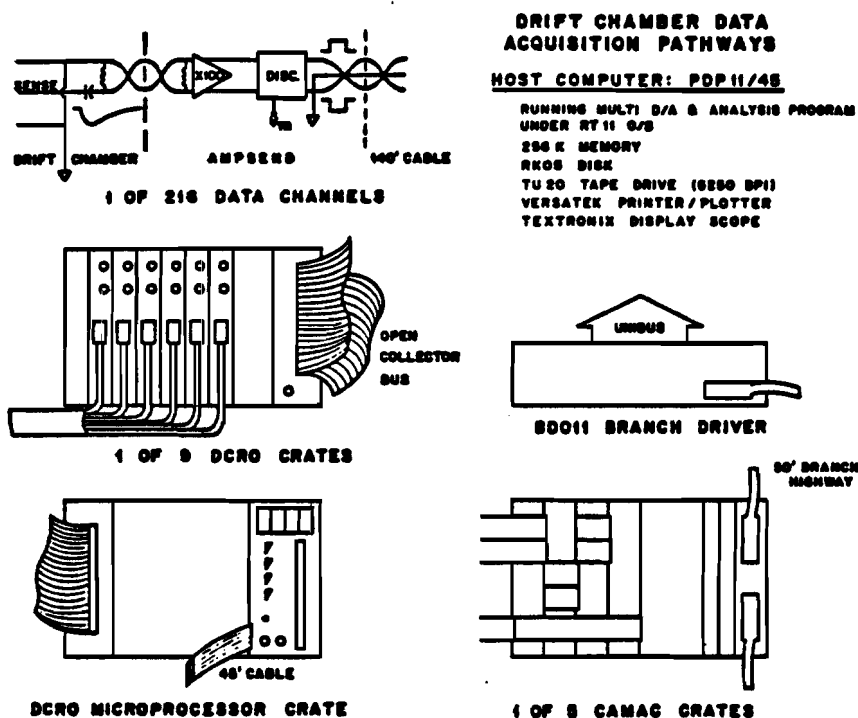 DRIFT CHAMBER DATA
ACQUISITION PATHWAYS
HOST COMPUTER: PDP 11/45
RUNNING MULTI D/A & ANALYSIS PROGRAM
UNDER RT 11 O/S
256 K MEMORY
RK05 DISK
TU 20 TAPE DRIVE (6250 BPI)
VERSATEK PRINTER/PLOTTER
TEXTRONIX DISPLAY SCOPE
SENSE
X100
DISC.
DRIFT CHAMBER
AMPSEND
140' CABLE
1 OF 216 DATA CHANNELS
OPEN
COLLECTOR
BUS
1 OF 9 DCRO CRATES
UNIBUS
BD011 BRANCH DRIVER
45' CABLE
DCRO MICROPROCESSOR CRATE
50' BRANCH
HIGHWAY
1 OF 5 CAMAC CRATES